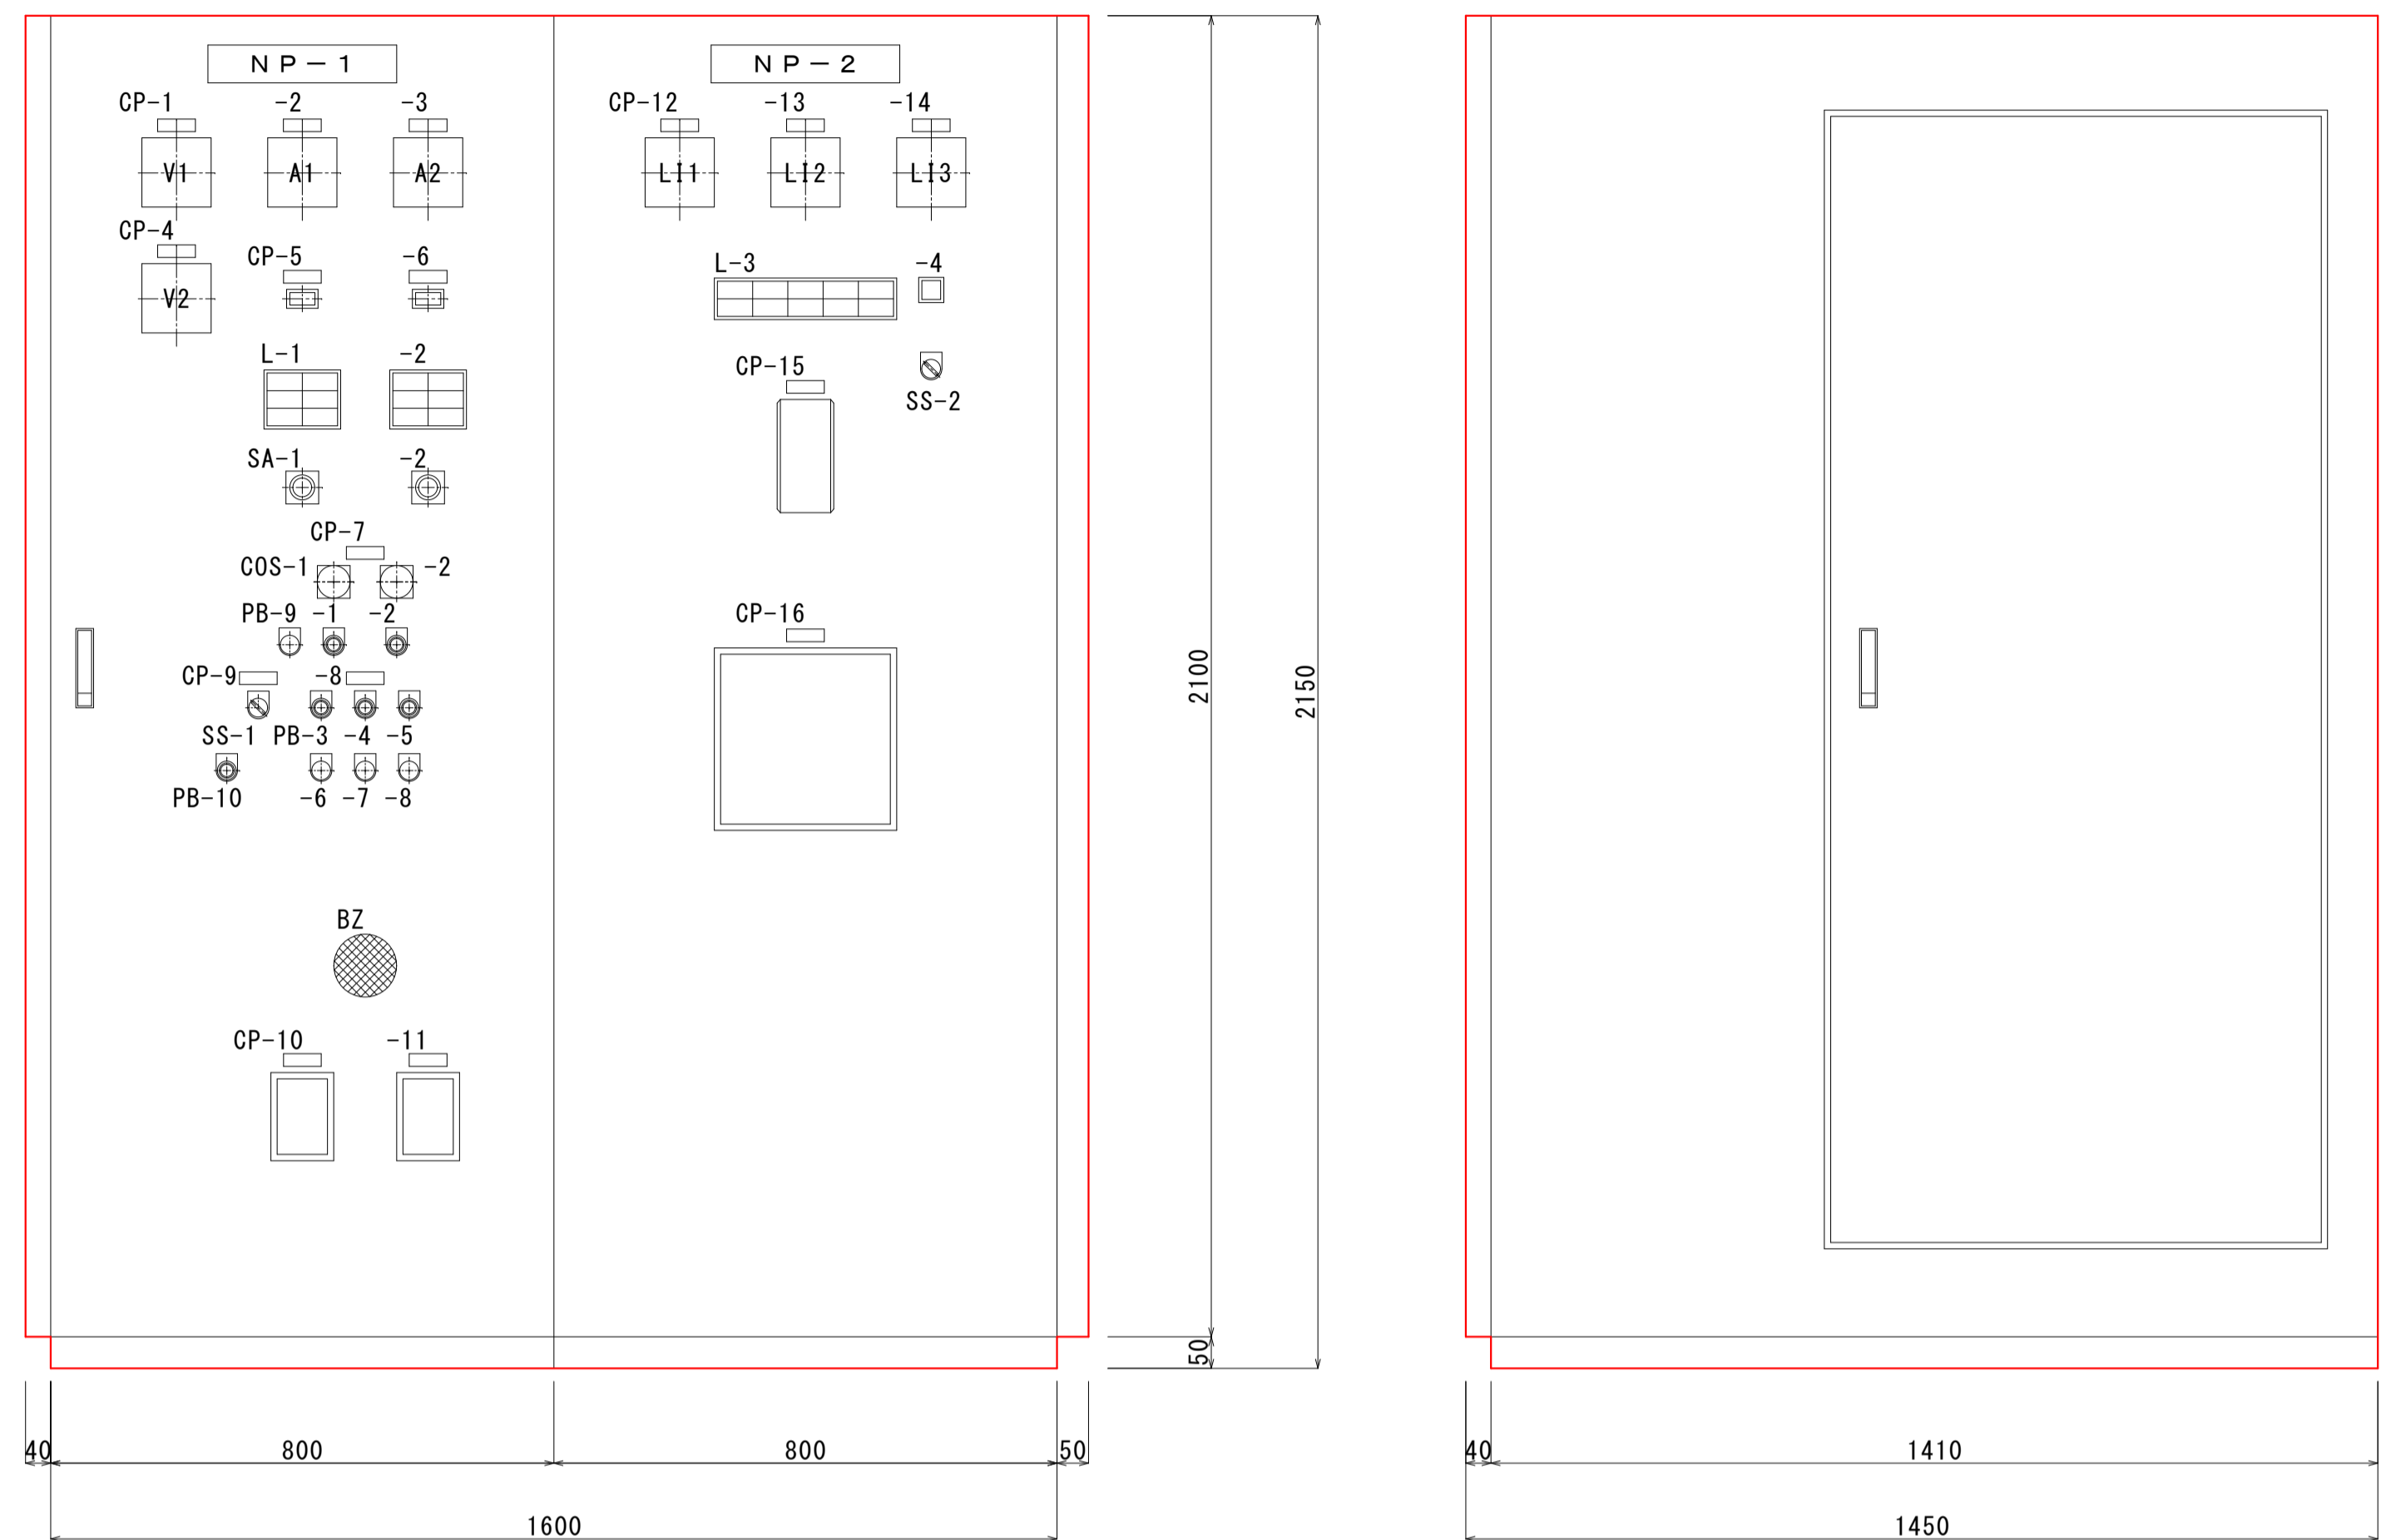 NP-1 NP-2
CP-1 -2 -3 CP-12 -13 -14
V1 A1 A2 LI1 LI2 LI3
CP-4 CP-5 -6 L-3 -4
V2
L-1 -2 CP-15
SS-2
SA-1 -2
CP-7
COS-1 -2
PB-9 -1 -2 CP-16
CP-9 -8
SS-1 PB-3 -4 -5
PB-10 -6 -7 -8
BZ
CP-10 -11
2100
2150
50
40 800 800 50 40 1410
1600 1450